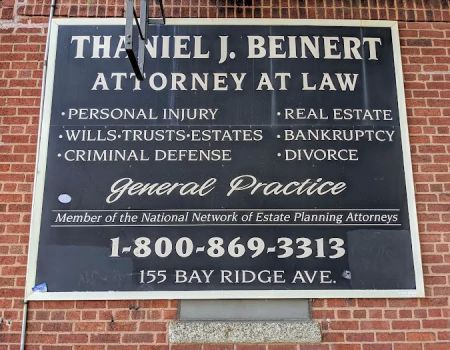 THANIEL J. BEINERT
ATTORNEY AT LAW
·PERSONAL INJURY ·REAL ESTATE
·WILLS·TRUSTS·ESTATES ·BANKRUPTCY
·CRIMINAL DEFENSE ·DIVORCE
General Practice
Member of the National Network of Estate Planning Attorneys
1-800-869-3313
155 BAY RIDGE AVE.